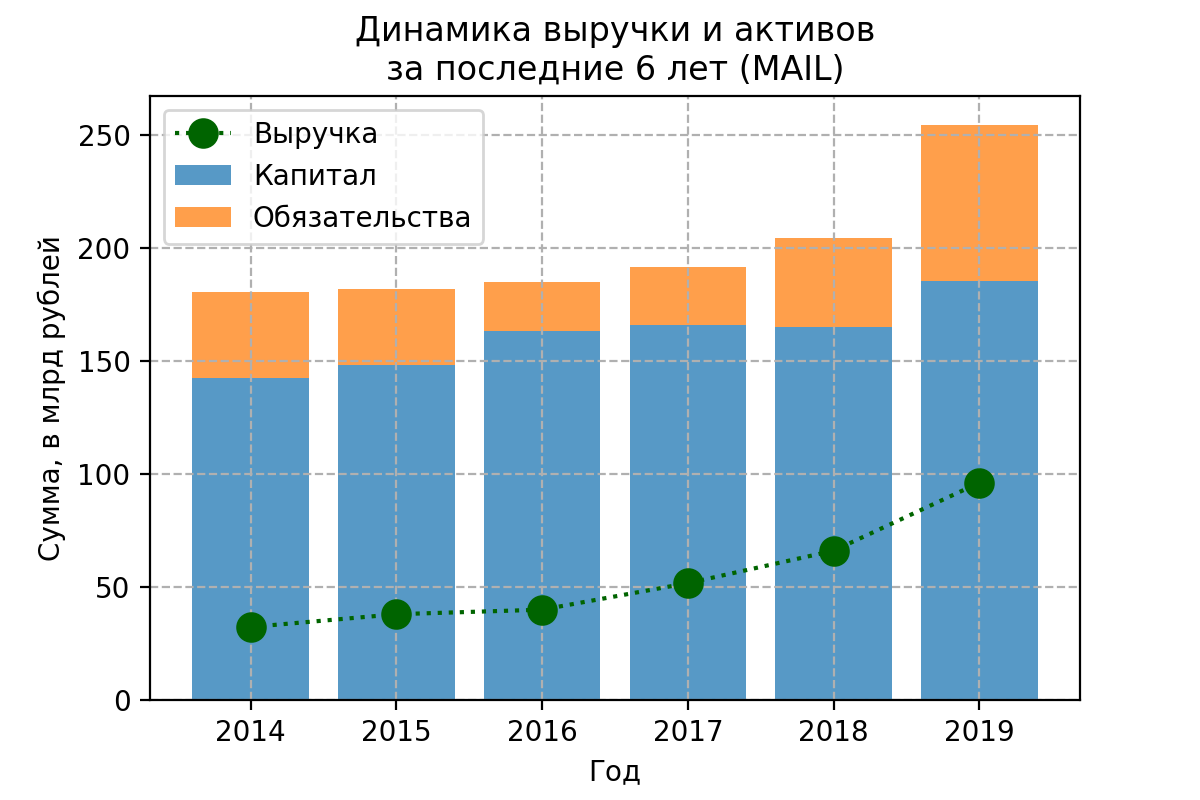 Динамика выручки и активов
за последние 6 лет (MAIL)
Выручка
Капитал
Обязательства
Сумма, в млрд рублей
250
200
150
100
50
0
2014 2015 2016 2017 2018 2019
Год